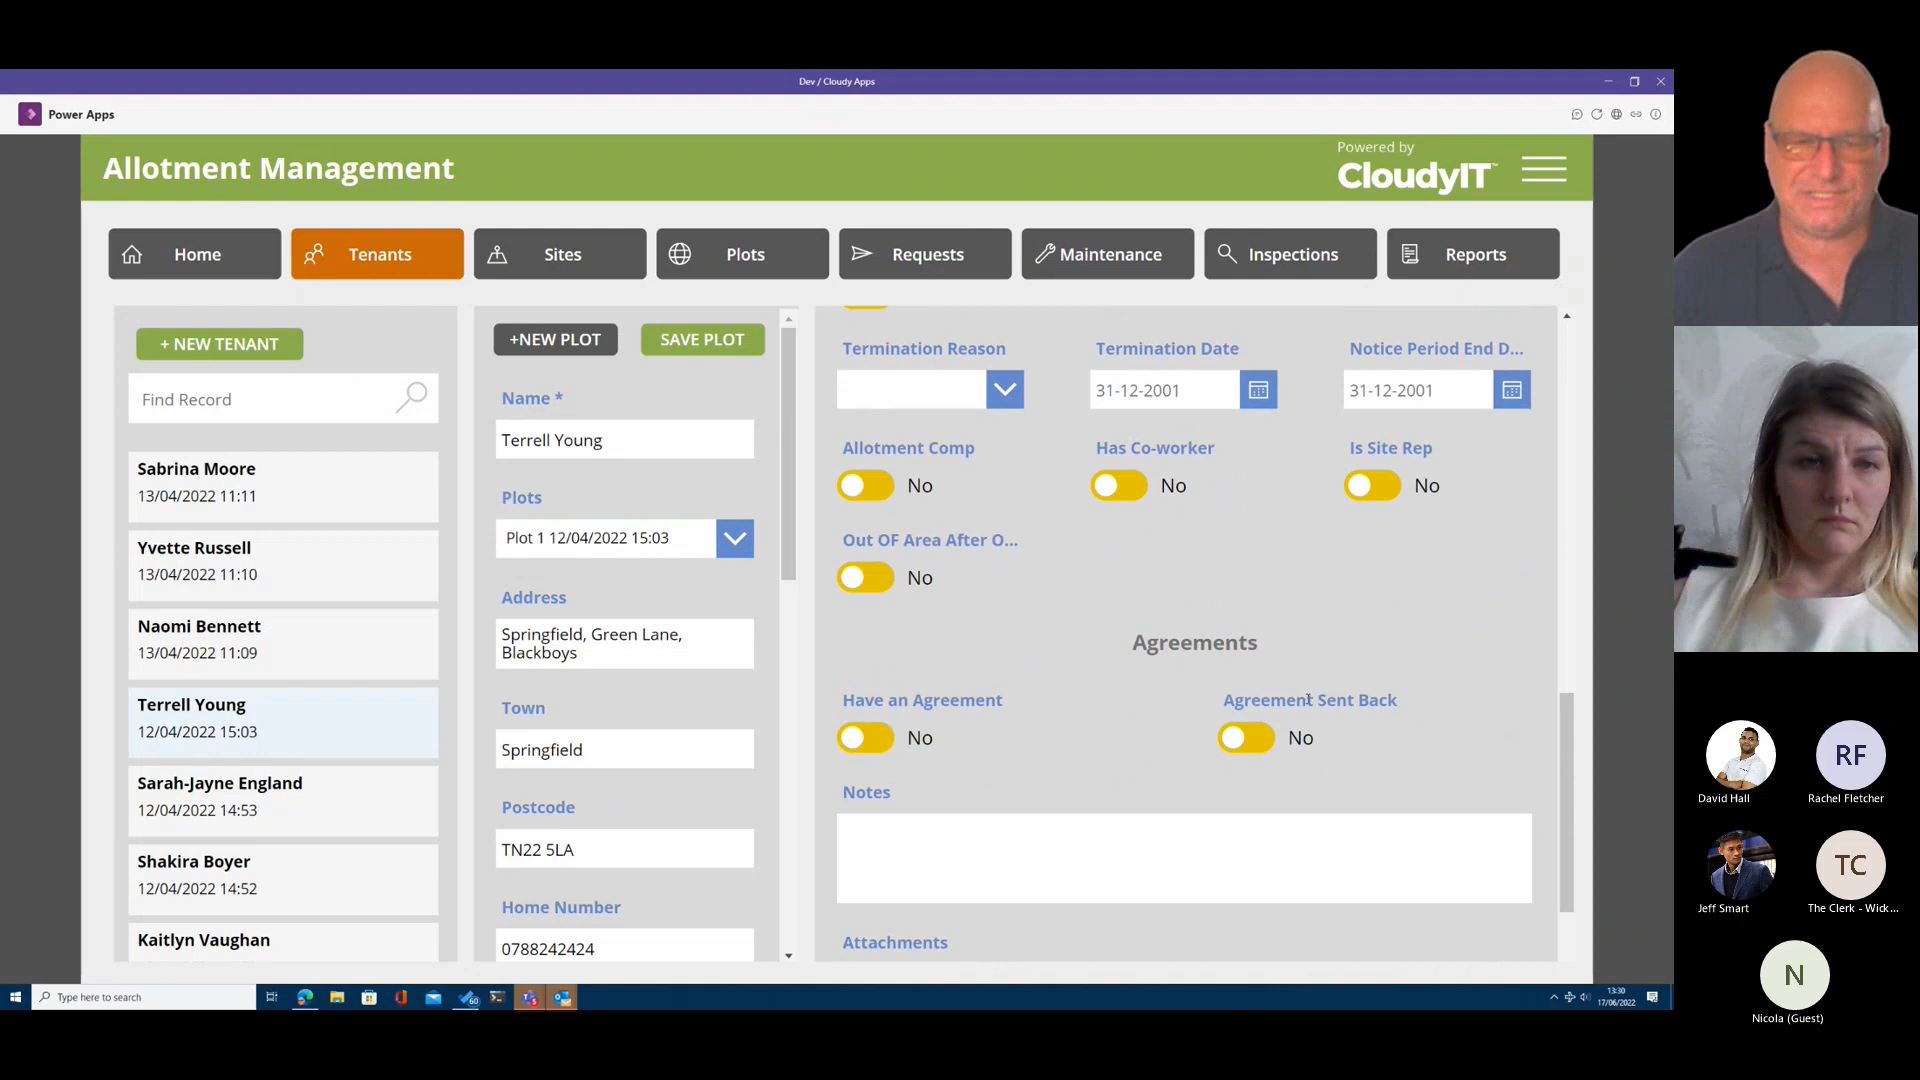 Dev / Cloudy Apps
Power Apps
Allotment Management
Powered by
CloudyIT™
Home
Tenants
Sites
Plots
Requests
Maintenance
Inspections
Reports
+ NEW TENANT
Find Record
Sabrina Moore
13/04/2022 11:11
Yvette Russell
13/04/2022 11:10
Naomi Bennett
13/04/2022 11:09
Terrell Young
12/04/2022 15:03
Sarah-Jayne England
12/04/2022 14:53
Shakira Boyer
12/04/2022 14:52
Kaitlyn Vaughan
+NEW PLOT
SAVE PLOT
Name *
Terrell Young
Plots
Plot 1 12/04/2022 15:03
Address
Springfield, Green Lane,
Blackboys
Town
Springfield
Postcode
TN22 5LA
Home Number
0788242424
Termination Reason
Termination Date
Notice Period End D...
31-12-2001
31-12-2001
Allotment Comp
Has Co-worker
Is Site Rep
No
No
No
Out OF Area After O...
No
Agreements
Have an Agreement
Agreement Sent Back
No
No
Notes
Attachments
RF
David Hall
Rachel Fletcher
TC
Jeff Smart
The Clerk - Wick...
N
Nicola (Guest)
Type here to search
60
13:30
17/06/2022